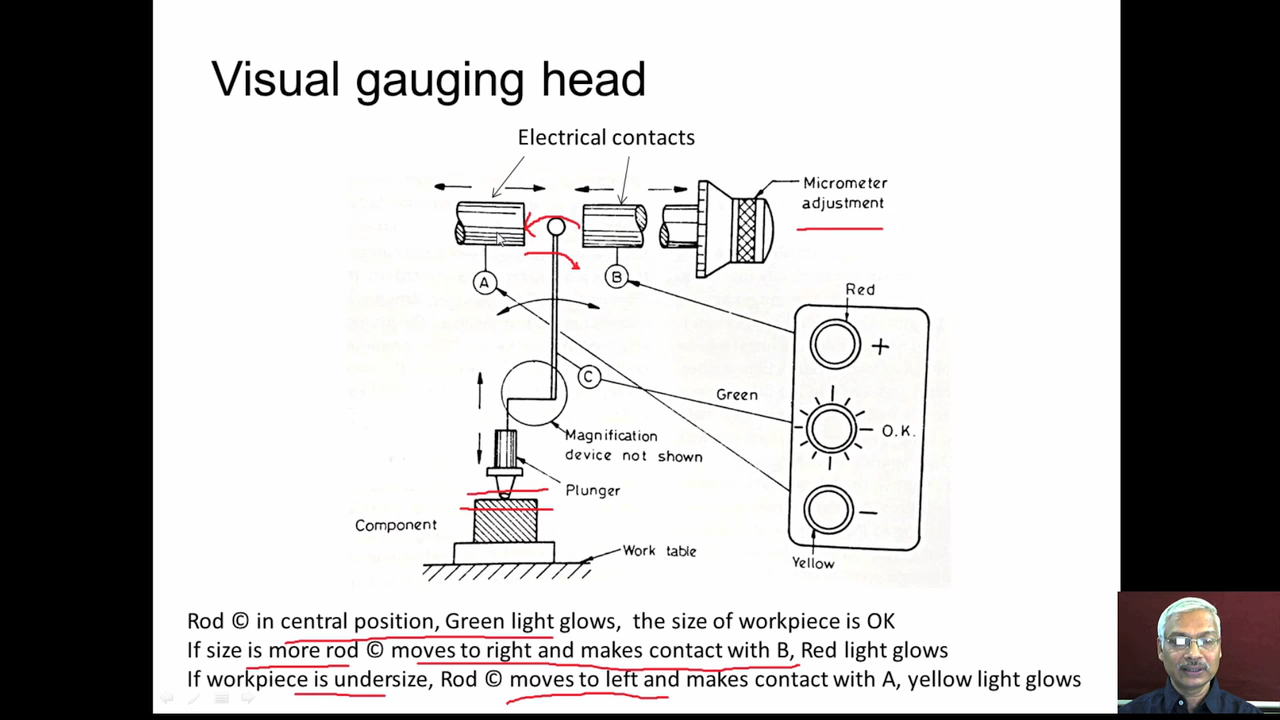 Visual gauging head
Electrical contacts
Micrometer
adjustment
A
B
Red
+
C
Green
O.K.
Magnification
device not shown
Plunger
−
Component
Work table
Yellow
Rod © in central position, Green light glows, the size of workpiece is OK
If size is more rod © moves to right and makes contact with B, Red light glows
If workpiece is undersize, Rod © moves to left and makes contact with A, yellow light glows